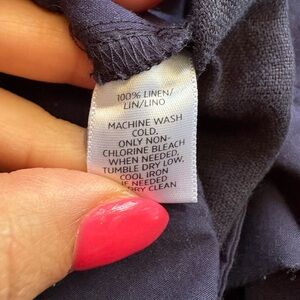 100% LINEN/
LIN/LINO
MACHINE WASH
COLD.
ONLY NON-
CHLORINE BLEACH
WHEN NEEDED,
TUMBLE DRY LOW,
COOL IRON
IF NEEDED
DRY CLEAN